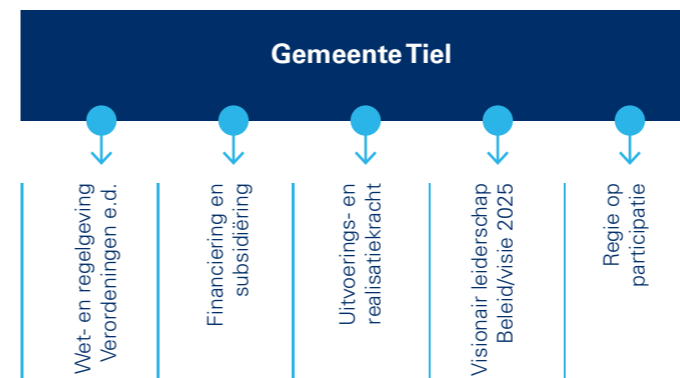 Gemeente Tiel
Wet- en regelgeving
Verordeningen e.d.
Financiering en
subsidiëring
Uitvoerings- en
realisatiekracht
Visionair leiderschap
Beleid/visie 2025
Regie op
participatie